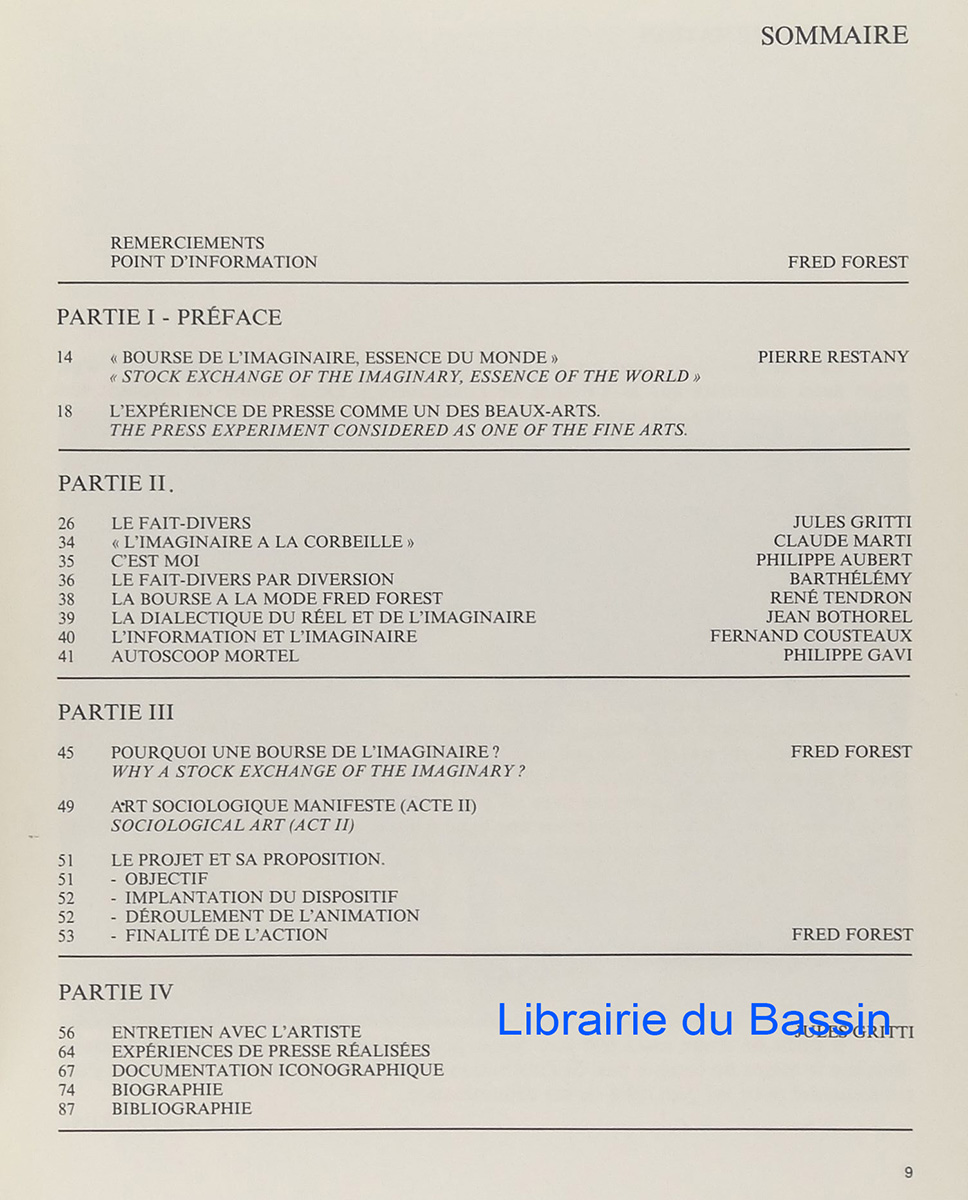 SOMMAIRE
REMERCIEMENTS
POINT D'INFORMATION FRED FOREST
PARTIE I - PRÉFACE
14 « BOURSE DE L'IMAGINAIRE, ESSENCE DU MONDE » PIERRE RESTANY
« STOCK EXCHANGE OF THE IMAGINARY, ESSENCE OF THE WORLD »
18 L'EXPÉRIENCE DE PRESSE COMME UN DES BEAUX-ARTS.
THE PRESS EXPERIMENT CONSIDERED AS ONE OF THE FINE ARTS.
PARTIE II.
26 LE FAIT-DIVERS JULES GRITTI
34 « L'IMAGINAIRE A LA CORBEILLE » CLAUDE MARTI
35 C'EST MOI PHILIPPE AUBERT
36 LE FAIT-DIVERS PAR DIVERSION BARTHÉLÉMY
38 LA BOURSE A LA MODE FRED FOREST RENÉ TENDRON
39 LA DIALECTIQUE DU RÉEL ET DE L'IMAGINAIRE JEAN BOTHOREL
40 L'INFORMATION ET L'IMAGINAIRE FERNAND COUSTEAUX
41 AUTOSCOOP MORTEL PHILIPPE GAVI
PARTIE III
45 POURQUOI UNE BOURSE DE L'IMAGINAIRE ? FRED FOREST
WHY A STOCK EXCHANGE OF THE IMAGINARY ?
49 ART SOCIOLOGIQUE MANIFESTE (ACTE II)
SOCIOLOGICAL ART (ACT II)
51 LE PROJET ET SA PROPOSITION.
51 - OBJECTIF
52 - IMPLANTATION DU DISPOSITIF
52 - DÉROULEMENT DE L'ANIMATION
53 - FINALITÉ DE L'ACTION FRED FOREST
PARTIE IV
Librairie du Bassin
56 ENTRETIEN AVEC L'ARTISTE JULES GRITTI
64 EXPÉRIENCES DE PRESSE RÉALISÉES
67 DOCUMENTATION ICONOGRAPHIQUE
74 BIOGRAPHIE
87 BIBLIOGRAPHIE
9